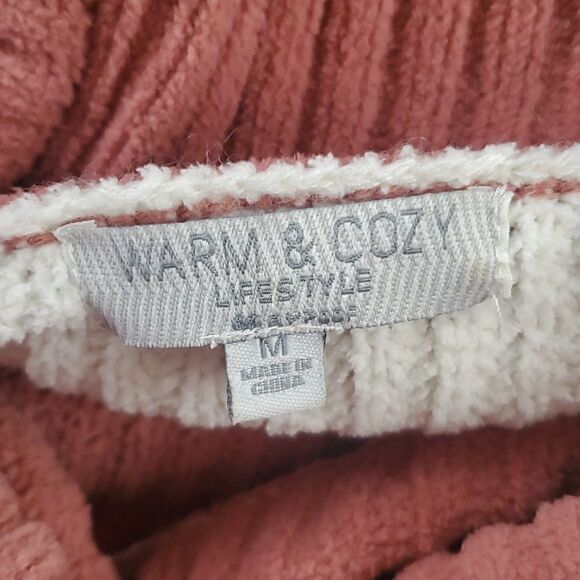 WARM & COZY
LIFESTYLE
M
MADE IN
CHINA